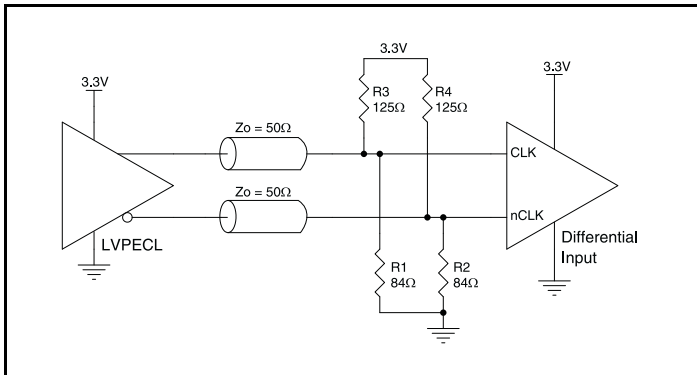 3.3V
3.3V
3.3V
R3
125Ω
R4
125Ω
Zo = 50Ω
CLK
Zo = 50Ω
nCLK
LVPECL
Differential
Input
R1
84Ω
R2
84Ω